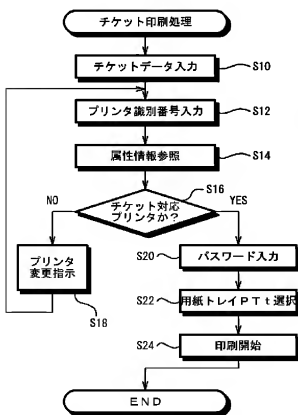 チケット印刷処理
チケットデータ入力
S10
プリンタ識別番号入力
S12
属性情報参照
S14
チケット対応
プリンタか?
S16
NO
YES
プリンタ
変更指示
S18
S20
パスワード入力
S22
用紙トレイPTt選択
S24
印刷開始
END